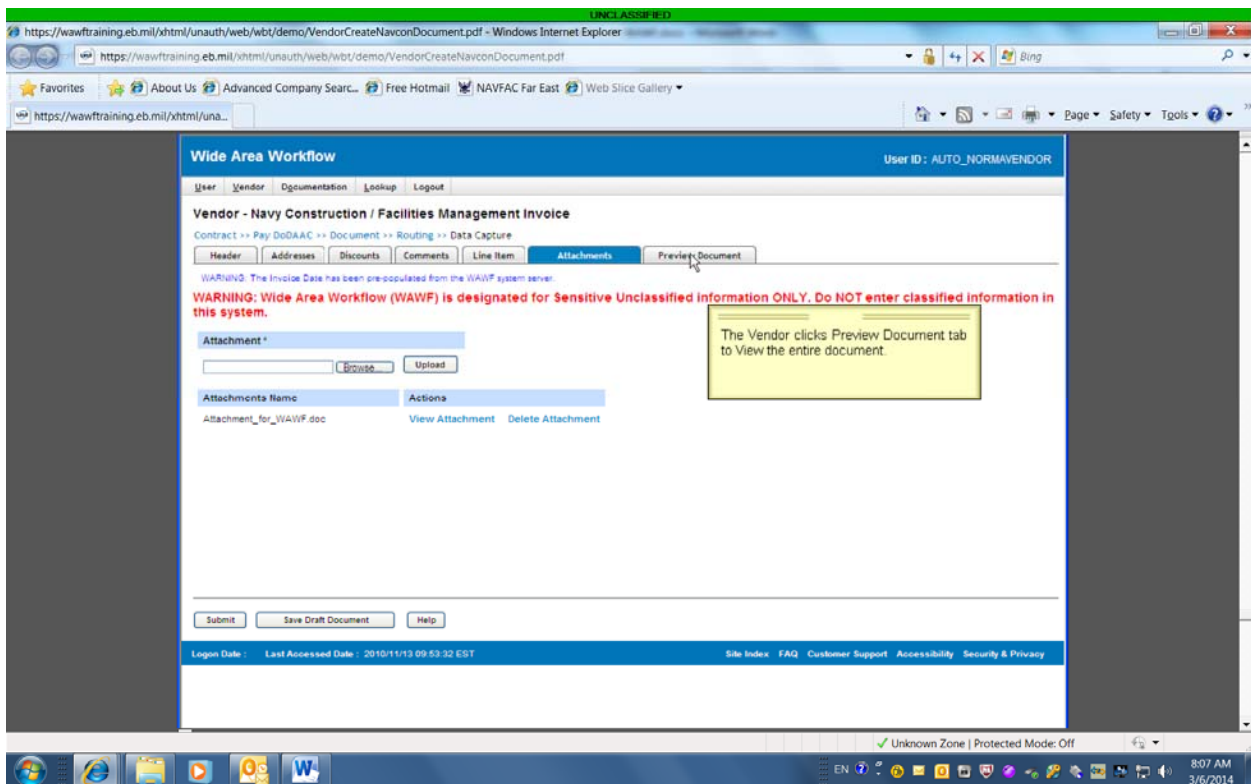 UNCLASSIFIED
https://wawftraining.eb.mil/xhtml/unauth/web/wbt/demo/VendorCreateNavconDocument.pdf - Windows Internet Explorer
https://wawftraining.eb.mil/xhtml/unauth/web/wbt/demo/VendorCreateNavconDocument.pdf
Bing
Favorites About Us Advanced Company Searc... Free Hotmail NAVFAC Far East Web Slice Gallery
https://wawftraining.eb.mil/xhtml/una...
Page Safety Tools
Wide Area Workflow
User ID : AUTO_NORMAVENDOR
User Vendor Documentation Lookup Logout
Vendor - Navy Construction / Facilities Management Invoice
Contract >> Pay DoDAAC >> Document >> Routing >> Data Capture
Header Addresses Discounts Comments Line Item Attachments Preview Document
WARNING: The Invoice Date has been pre-populated from the WAWF system server.
WARNING: Wide Area Workflow (WAWF) is designated for Sensitive Unclassified information ONLY. Do NOT enter classified information in
this system.
The Vendor clicks Preview Document tab
to View the entire document.
Attachment *
Browse... Upload
Attachments Name Actions
Attachment_for_WAWF.doc View Attachment Delete Attachment
Submit Save Draft Document Help
Logon Date : Last Accessed Date : 2010/11/13 09:53:32 EST
Site Index FAQ Customer Support Accessibility Security & Privacy
Unknown Zone | Protected Mode: Off
EN
8:07 AM
3/6/2014